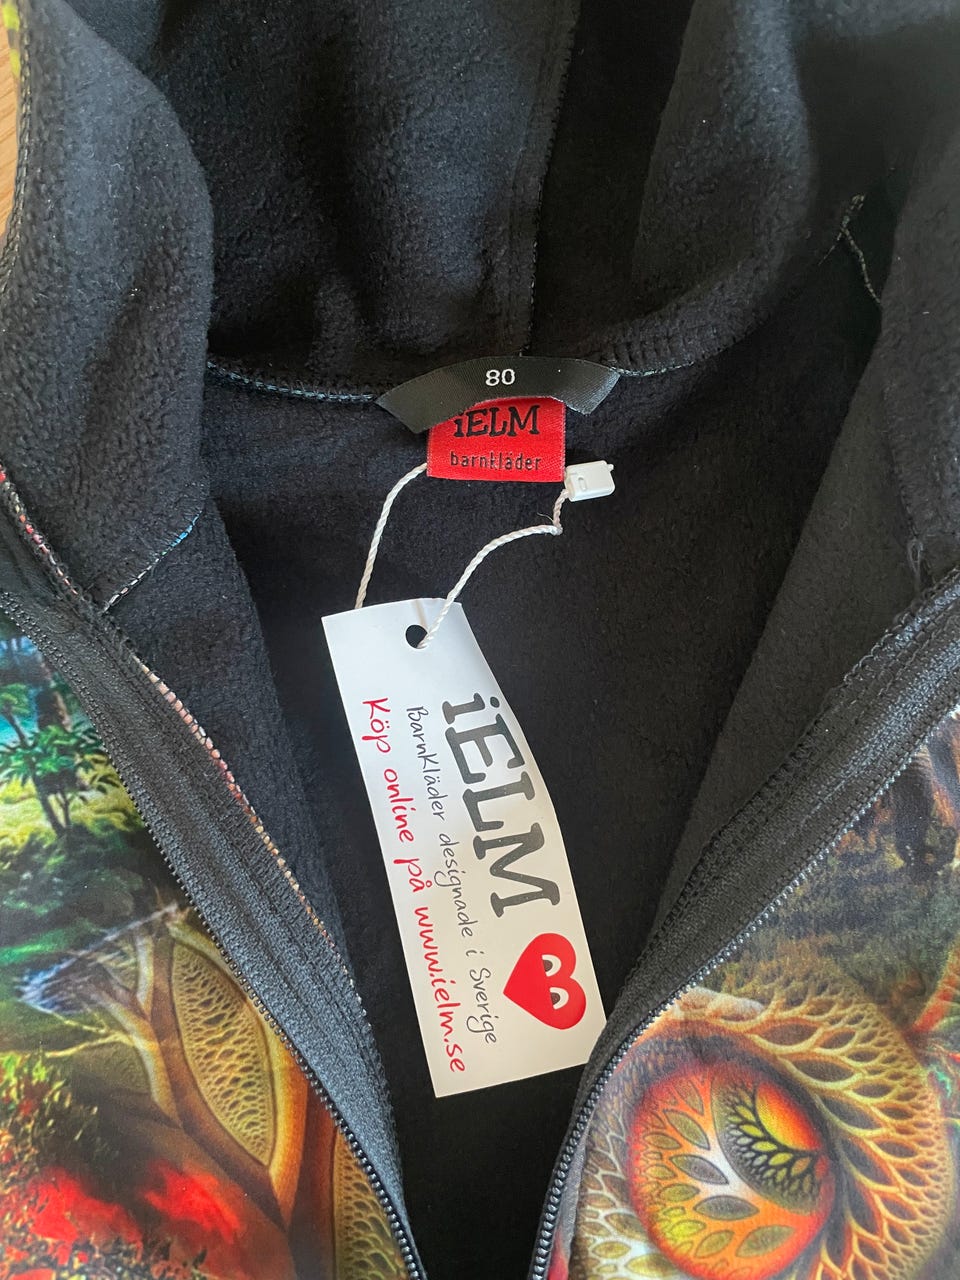 80
iELM
barnkläder
iELM
Barnkläder designade i Sverige
Köp online på www.ielm.se